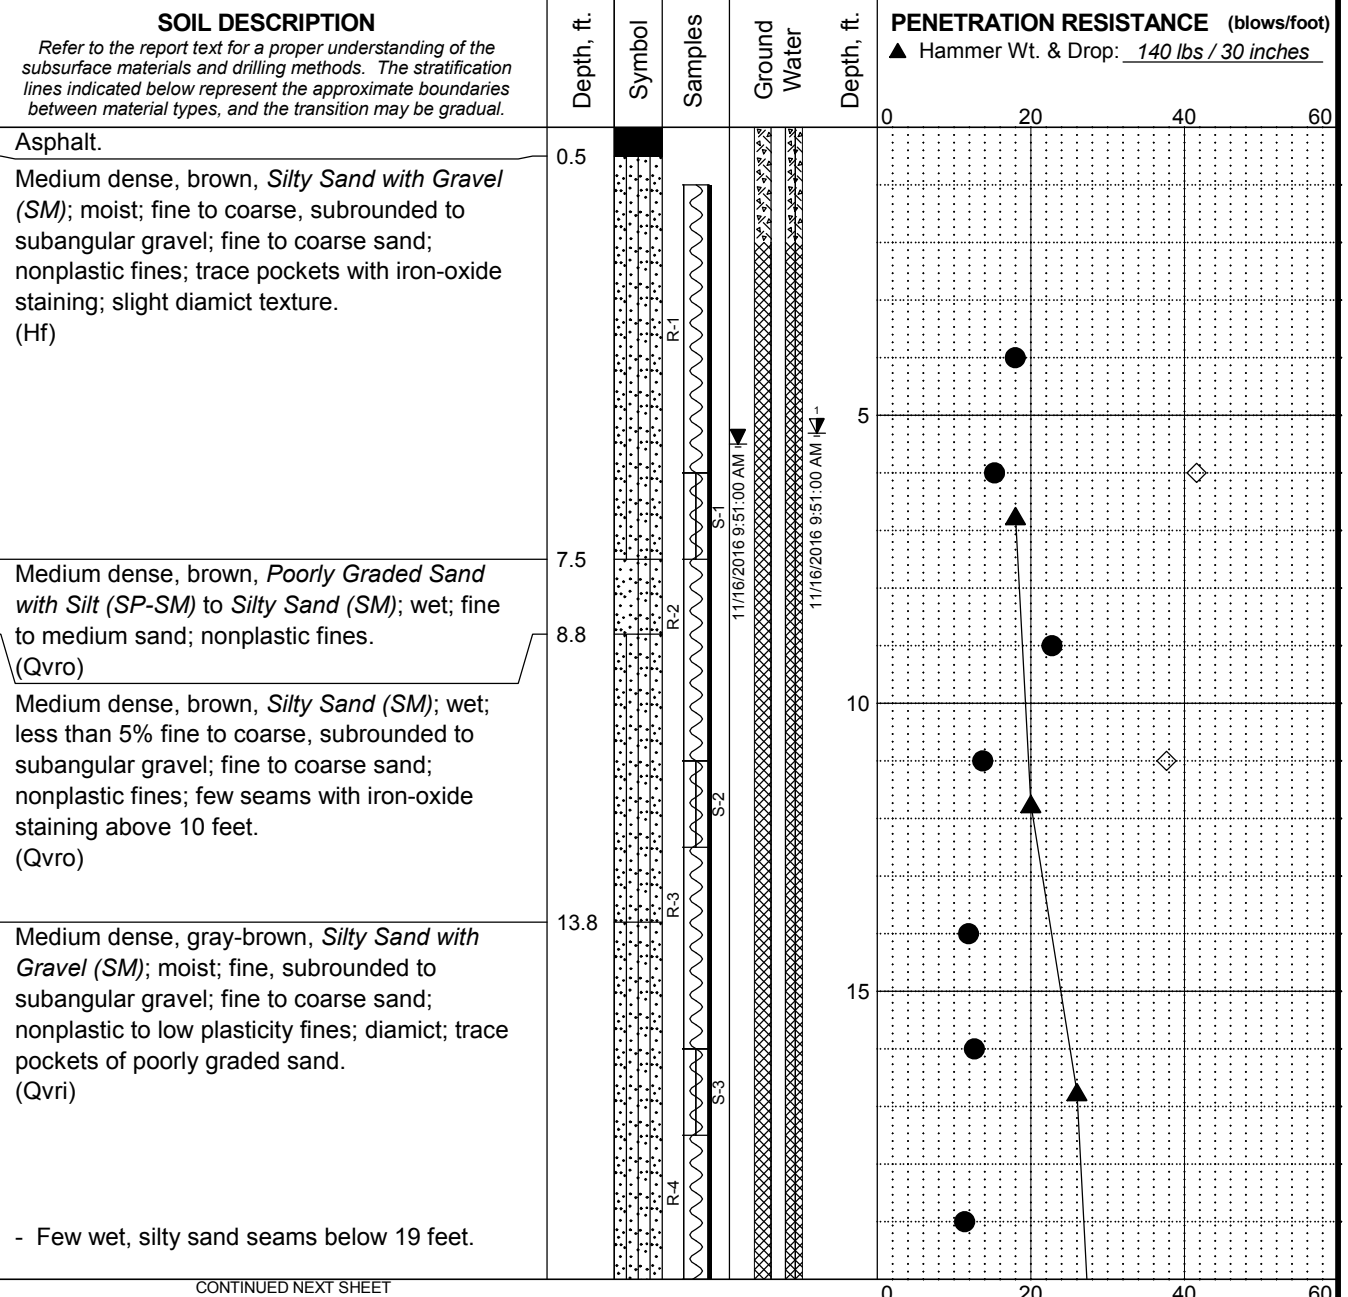 SOIL DESCRIPTION
Refer to the report text for a proper understanding of the
subsurface materials and drilling methods. The stratification
lines indicated below represent the approximate boundaries
between material types, and the transition may be gradual.
Depth, ft.
Symbol
Samples
Ground
Water
Depth, ft.
PENETRATION RESISTANCE (blows/foot)
▲ Hammer Wt. & Drop: 140 lbs / 30 inches
0 20 40 60
Asphalt.
0.5
Medium dense, brown, Silty Sand with Gravel
(SM); moist; fine to coarse, subrounded to
subangular gravel; fine to coarse sand;
nonplastic fines; trace pockets with iron-oxide
staining; slight diamict texture.
(Hf)
7.5
Medium dense, brown, Poorly Graded Sand
with Silt (SP-SM) to Silty Sand (SM); wet; fine
to medium sand; nonplastic fines.
(Qvro)
8.8
Medium dense, brown, Silty Sand (SM); wet;
less than 5% fine to coarse, subrounded to
subangular gravel; fine to coarse sand;
nonplastic fines; few seams with iron-oxide
staining above 10 feet.
(Qvro)
13.8
Medium dense, gray-brown, Silty Sand with
Gravel (SM); moist; fine, subrounded to
subangular gravel; fine to coarse sand;
nonplastic to low plasticity fines; diamict; trace
pockets of poorly graded sand.
(Qvri)
- Few wet, silty sand seams below 19 feet.
CONTINUED NEXT SHEET
R-1
S-1
R-2
S-2
R-3
S-3
R-4
11/16/2016 9:51:00 AM
1
11/16/2016 9:51:00 AM
5
10
15
0 20 40 60